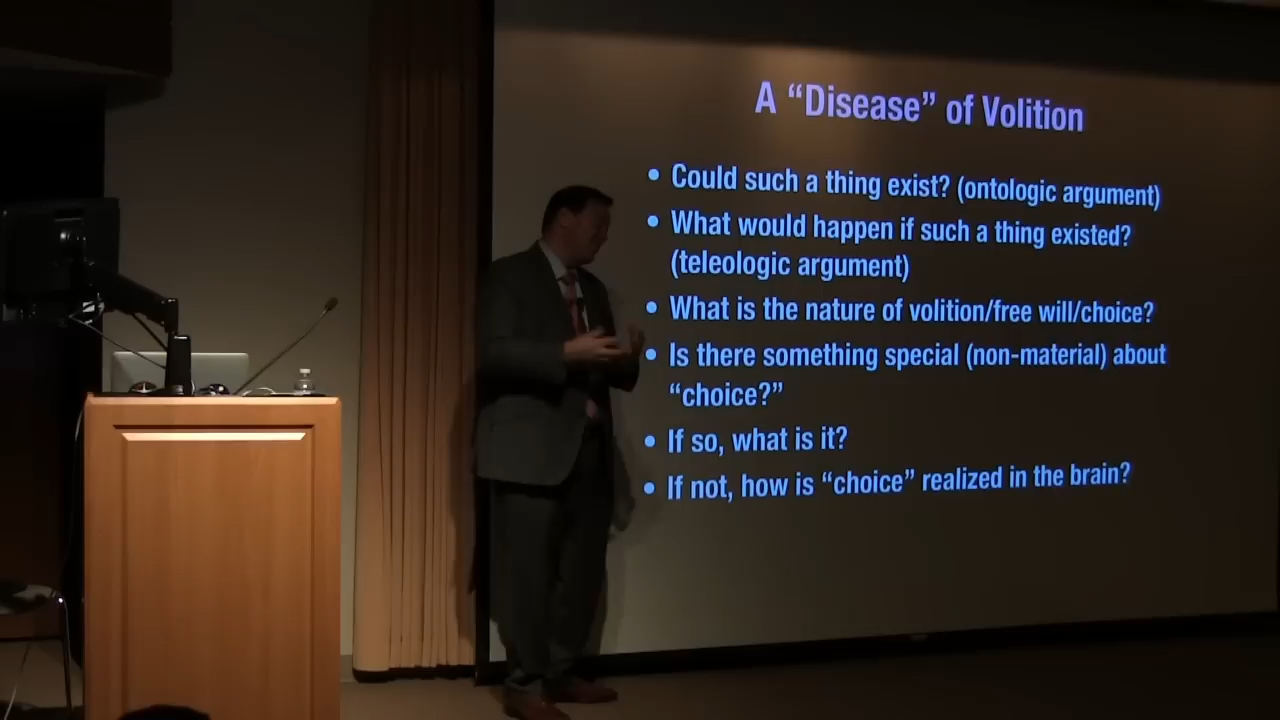 A “Disease” of Volition
• Could such a thing exist? (ontologic argument)
• What would happen if such a thing existed?
(teleologic argument)
• What is the nature of volition/free will/choice?
• Is there something special (non-material) about
“choice?”
• If so, what is it?
• If not, how is “choice” realized in the brain?